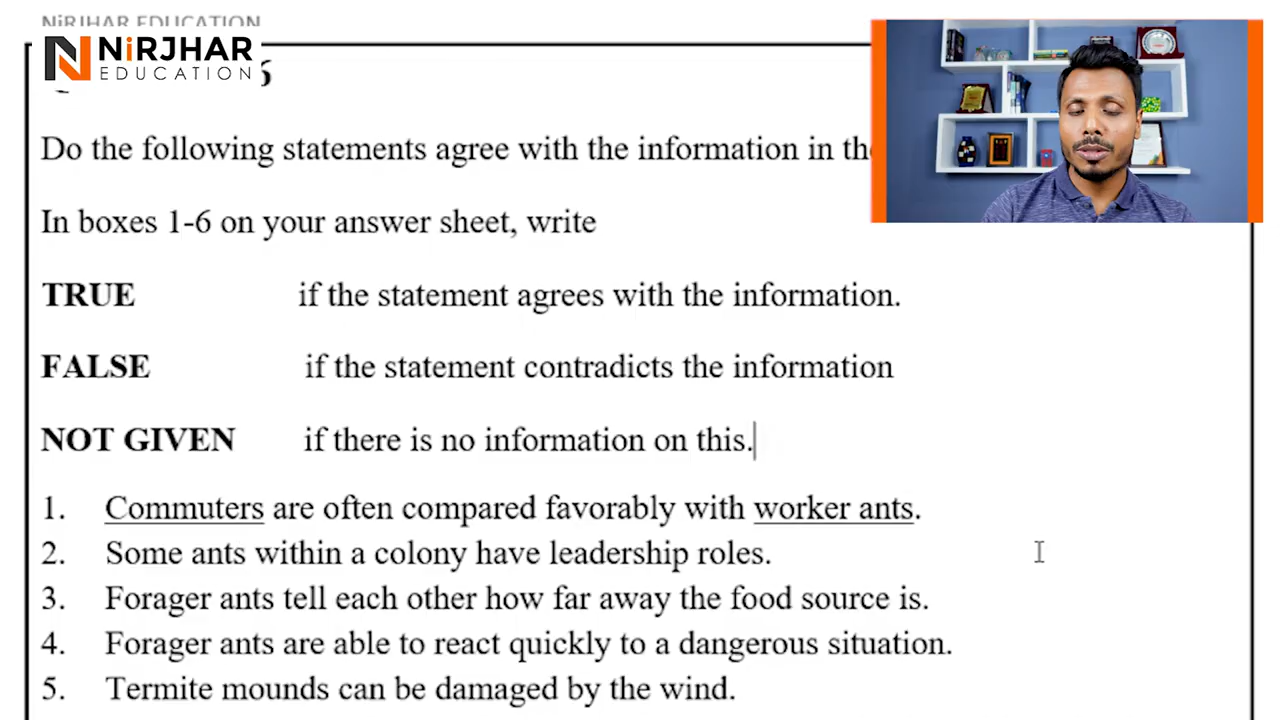 NiRJHAR EDUCATION
NiRJHAR
EDUCATION
6
Do the following statements agree with the information in the
In boxes 1-6 on your answer sheet, write
TRUE if the statement agrees with the information.
FALSE if the statement contradicts the information
NOT GIVEN if there is no information on this.
1. Commuters are often compared favorably with worker ants.
2. Some ants within a colony have leadership roles.
3. Forager ants tell each other how far away the food source is.
4. Forager ants are able to react quickly to a dangerous situation.
5. Termite mounds can be damaged by the wind.